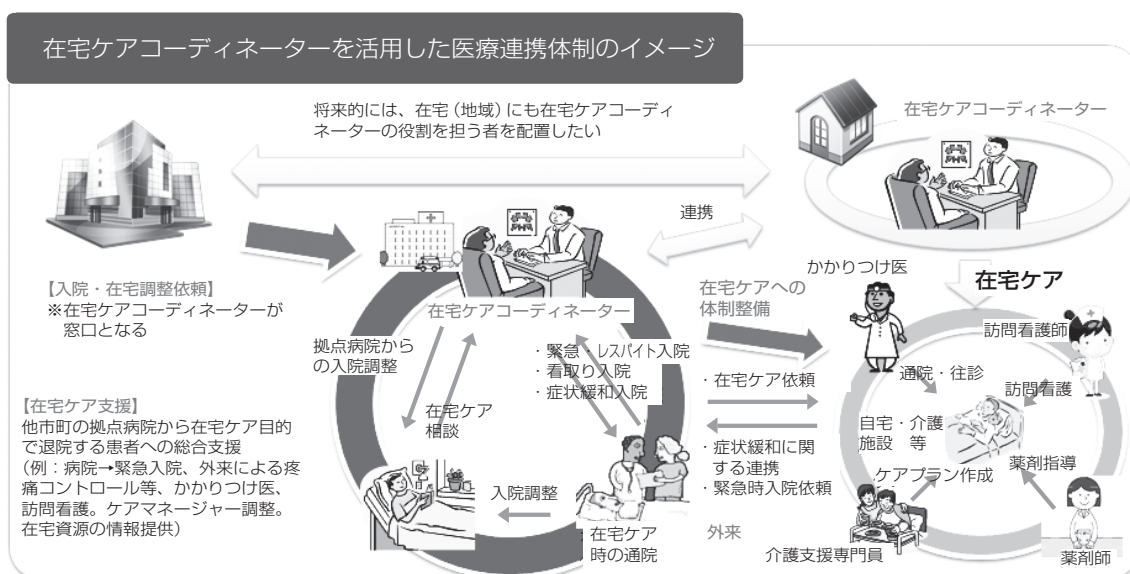 在宅ケアコーディネーターを活用した医療連携体制のイメージ
将来的には、在宅(地域)にも在宅ケアコーディ
ネーターの役割を担う者を配置したい
在宅ケアコーディネーター
連携
【入院・在宅調整依頼】
※在宅ケアコーディネーターが
窓口となる
【在宅ケア支援】
他市町の拠点病院から在宅ケア目的
で退院する患者への総合支援
(例：病院→緊急入院、外来による疼
痛コントロール等、かかりつけ医、
訪問看護。ケアマネージャー調整。
在宅資源の情報提供)
在宅ケアコーディネーター
拠点病院から
の入院調整
・緊急・レスパイト入院
・看取り入院
・症状緩和入院
在宅ケア
相談
入院調整
在宅ケア
時の通院
外来
在宅ケアへの
体制整備
・在宅ケア依頼
・症状緩和に関
する連携
・緊急時入院依頼
かかりつけ医
在宅ケア
訪問看護師
通院・往診
訪問看護
自宅・介護
施設　等
薬剤指導
ケアプラン作成
介護支援専門員
薬剤師